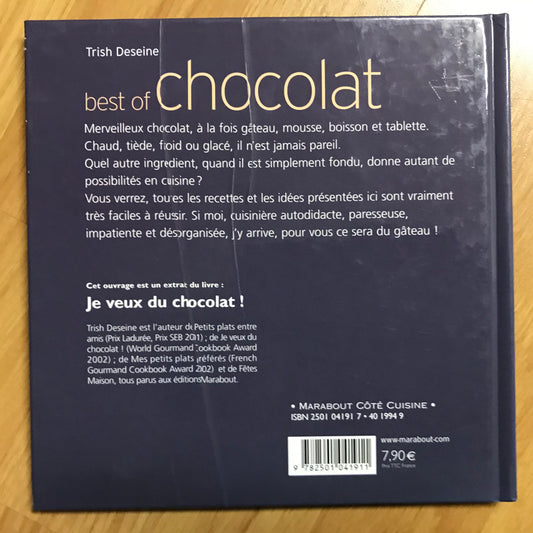 Trish Deseine
best of chocolat
Merveilleux chocolat, à la fois gâteau, mousse, boisson et tablette.
Chaud, tiède, froid ou glacé, il n'est jamais pareil.
Quel autre ingredient, quand il est simplement fondu, donne autant de
possibilités en cuisine ?
Vous verrez, toutes les recettes et les idées présentées ici sont vraiment
très faciles à réussir. Si moi, cuisinière autodidacte, paresseuse,
impatiente et désorganisée, j'y arrive, pour vous ce sera du gâteau !
Cet ouvrage est un extrait du livre :
Je veux du chocolat !
Trish Deseine est l'auteur de Petits plats entre
amis (Prix Ladurée, Prix SEB 2001) ; de Je veux du
chocolat ! (World Gourmand Cookbook Award
2002) ; de Mes petits plats préférés (French
Gourmand Cookbook Award 2002) et de Fêtes
Maison, tous parus aux éditions Marabout.
• Marabout Côté Cuisine •
ISBN 2501 04191 7 • 40 1994 9
www.marabout.com
7,90 €
Prix TTC France
9 782501 041911